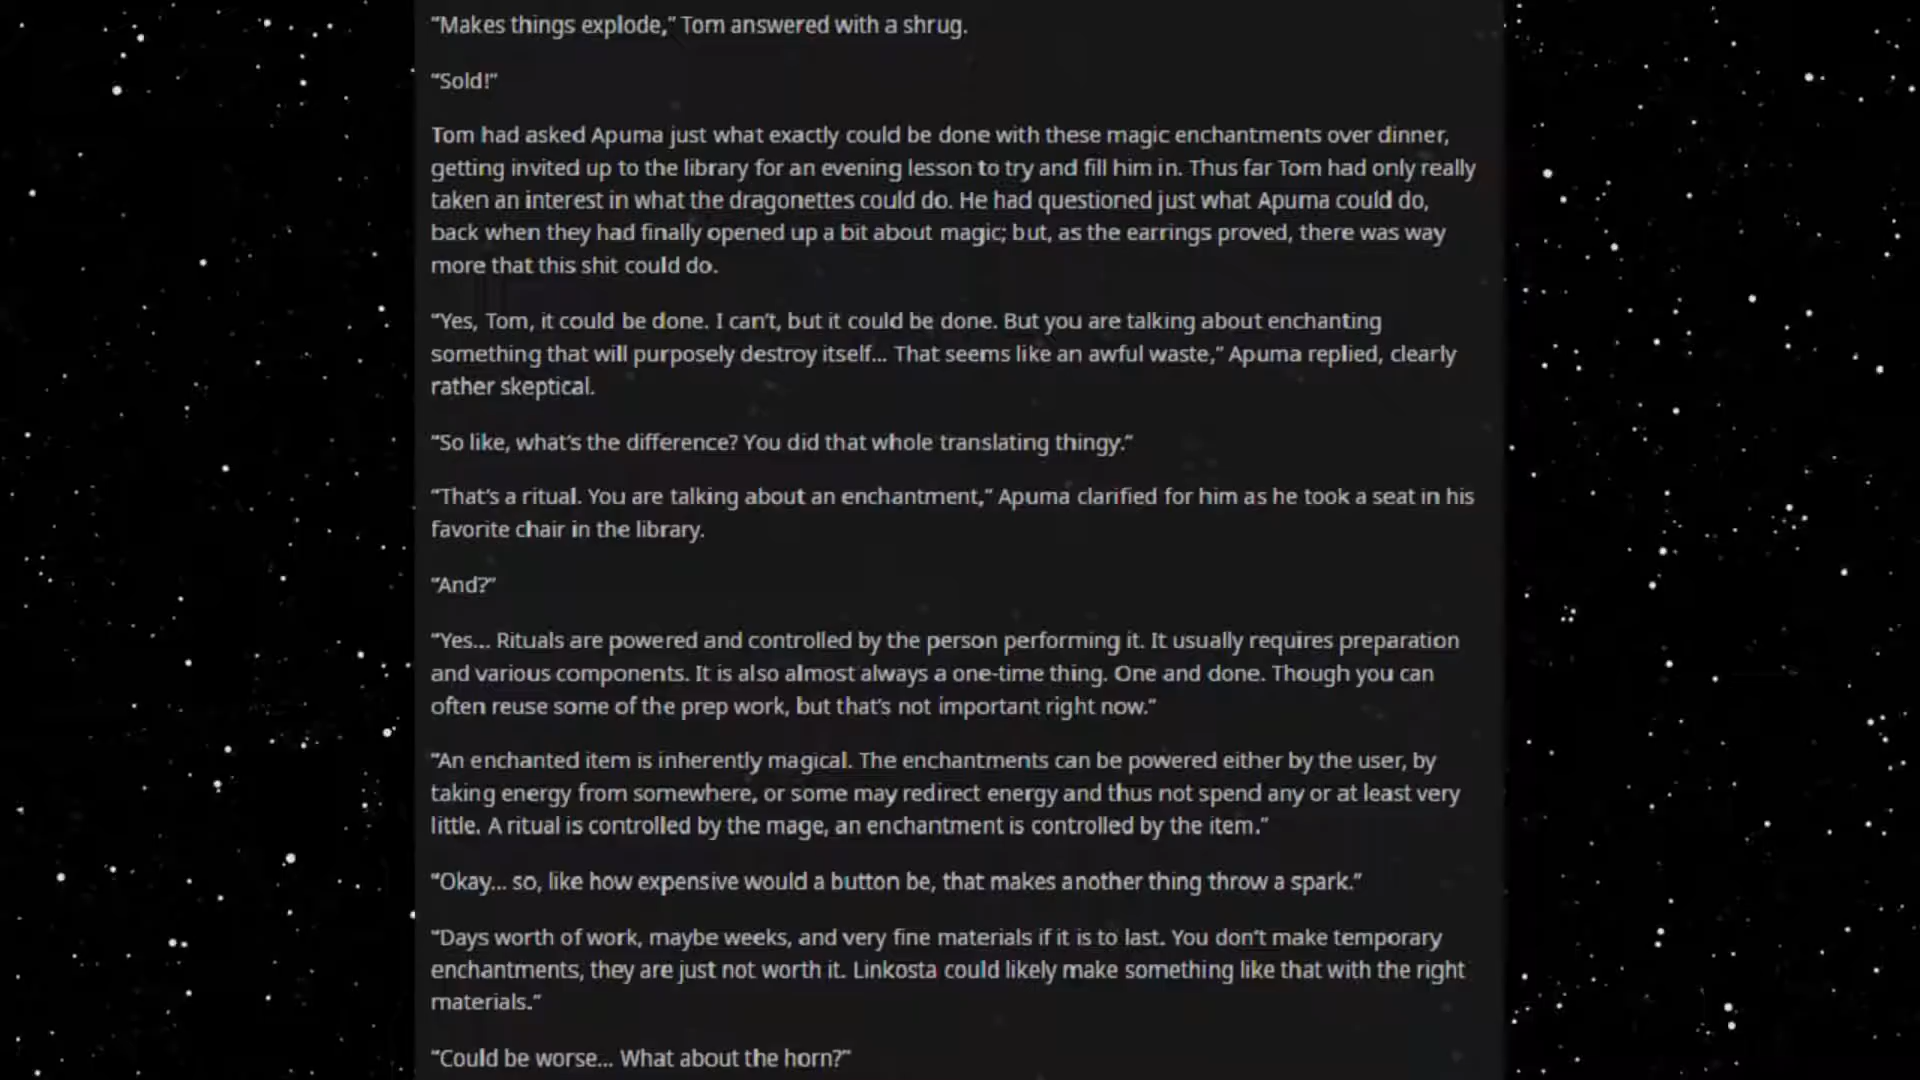 “Makes things explode,” Tom answered with a shrug.
“Sold!”
Tom had asked Apuma just what exactly could be done with these magic enchantments over dinner,
getting invited up to the library for an evening lesson to try and fill him in. Thus far Tom had only really
taken an interest in what the dragonettes could do. He had questioned just what Apuma could do,
back when they had finally opened up a bit about magic; but, as the earrings proved, there was way
more that this shit could do.
“Yes, Tom, it could be done. I can’t, but it could be done. But you are talking about enchanting
something that will purposely destroy itself... That seems like an awful waste,” Apuma replied, clearly
rather skeptical.
“So like, what’s the difference? You did that whole translating thingy.”
“That’s a ritual. You are talking about an enchantment,” Apuma clarified for him as he took a seat in his
favorite chair in the library.
“And?”
“Yes... Rituals are powered and controlled by the person performing it. It usually requires preparation
and various components. It is also almost always a one-time thing. One and done. Though you can
often reuse some of the prep work, but that’s not important right now.”
“An enchanted item is inherently magical. The enchantments can be powered either by the user, by
taking energy from somewhere, or some may redirect energy and thus not spend any or at least very
little. A ritual is controlled by the mage, an enchantment is controlled by the item.”
“Okay... so, like how expensive would a button be, that makes another thing throw a spark.”
“Days worth of work, maybe weeks, and very fine materials if it is to last. You don’t make temporary
enchantments, they are just not worth it. Linkosta could likely make something like that with the right
materials.”
“Could be worse... What about the horn?”